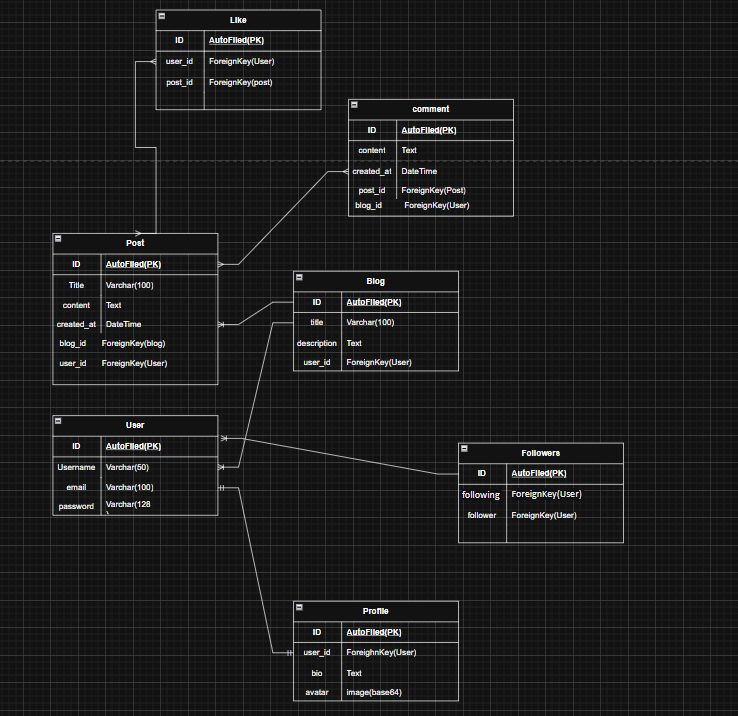 Like
ID AutoFiled(PK)
user_id ForeignKey(User)
post_id ForeignKey(post)
comment
ID AutoFiled(PK)
content Text
created_at DateTime
post_id ForeignKey(Post)
blog_id ForeignKey(User)
Post
ID AutoFiled(PK)
Title Varchar(100)
content Text
created_at DateTime
blog_id ForeignKey(blog)
user_id ForeignKey(User)
Blog
ID AutoFiled(PK)
title Varchar(100)
description Text
user_id ForeignKey(User)
User
ID AutoFiled(PK)
Username Varchar(50)
email Varchar(100)
password Varchar(128
)
Followers
ID AutoFiled(PK)
following ForeignKey(User)
follower ForeignKey(User)
Profile
ID AutoFiled(PK)
user_id ForeighnKey(User)
bio Text
avatar image(base64)